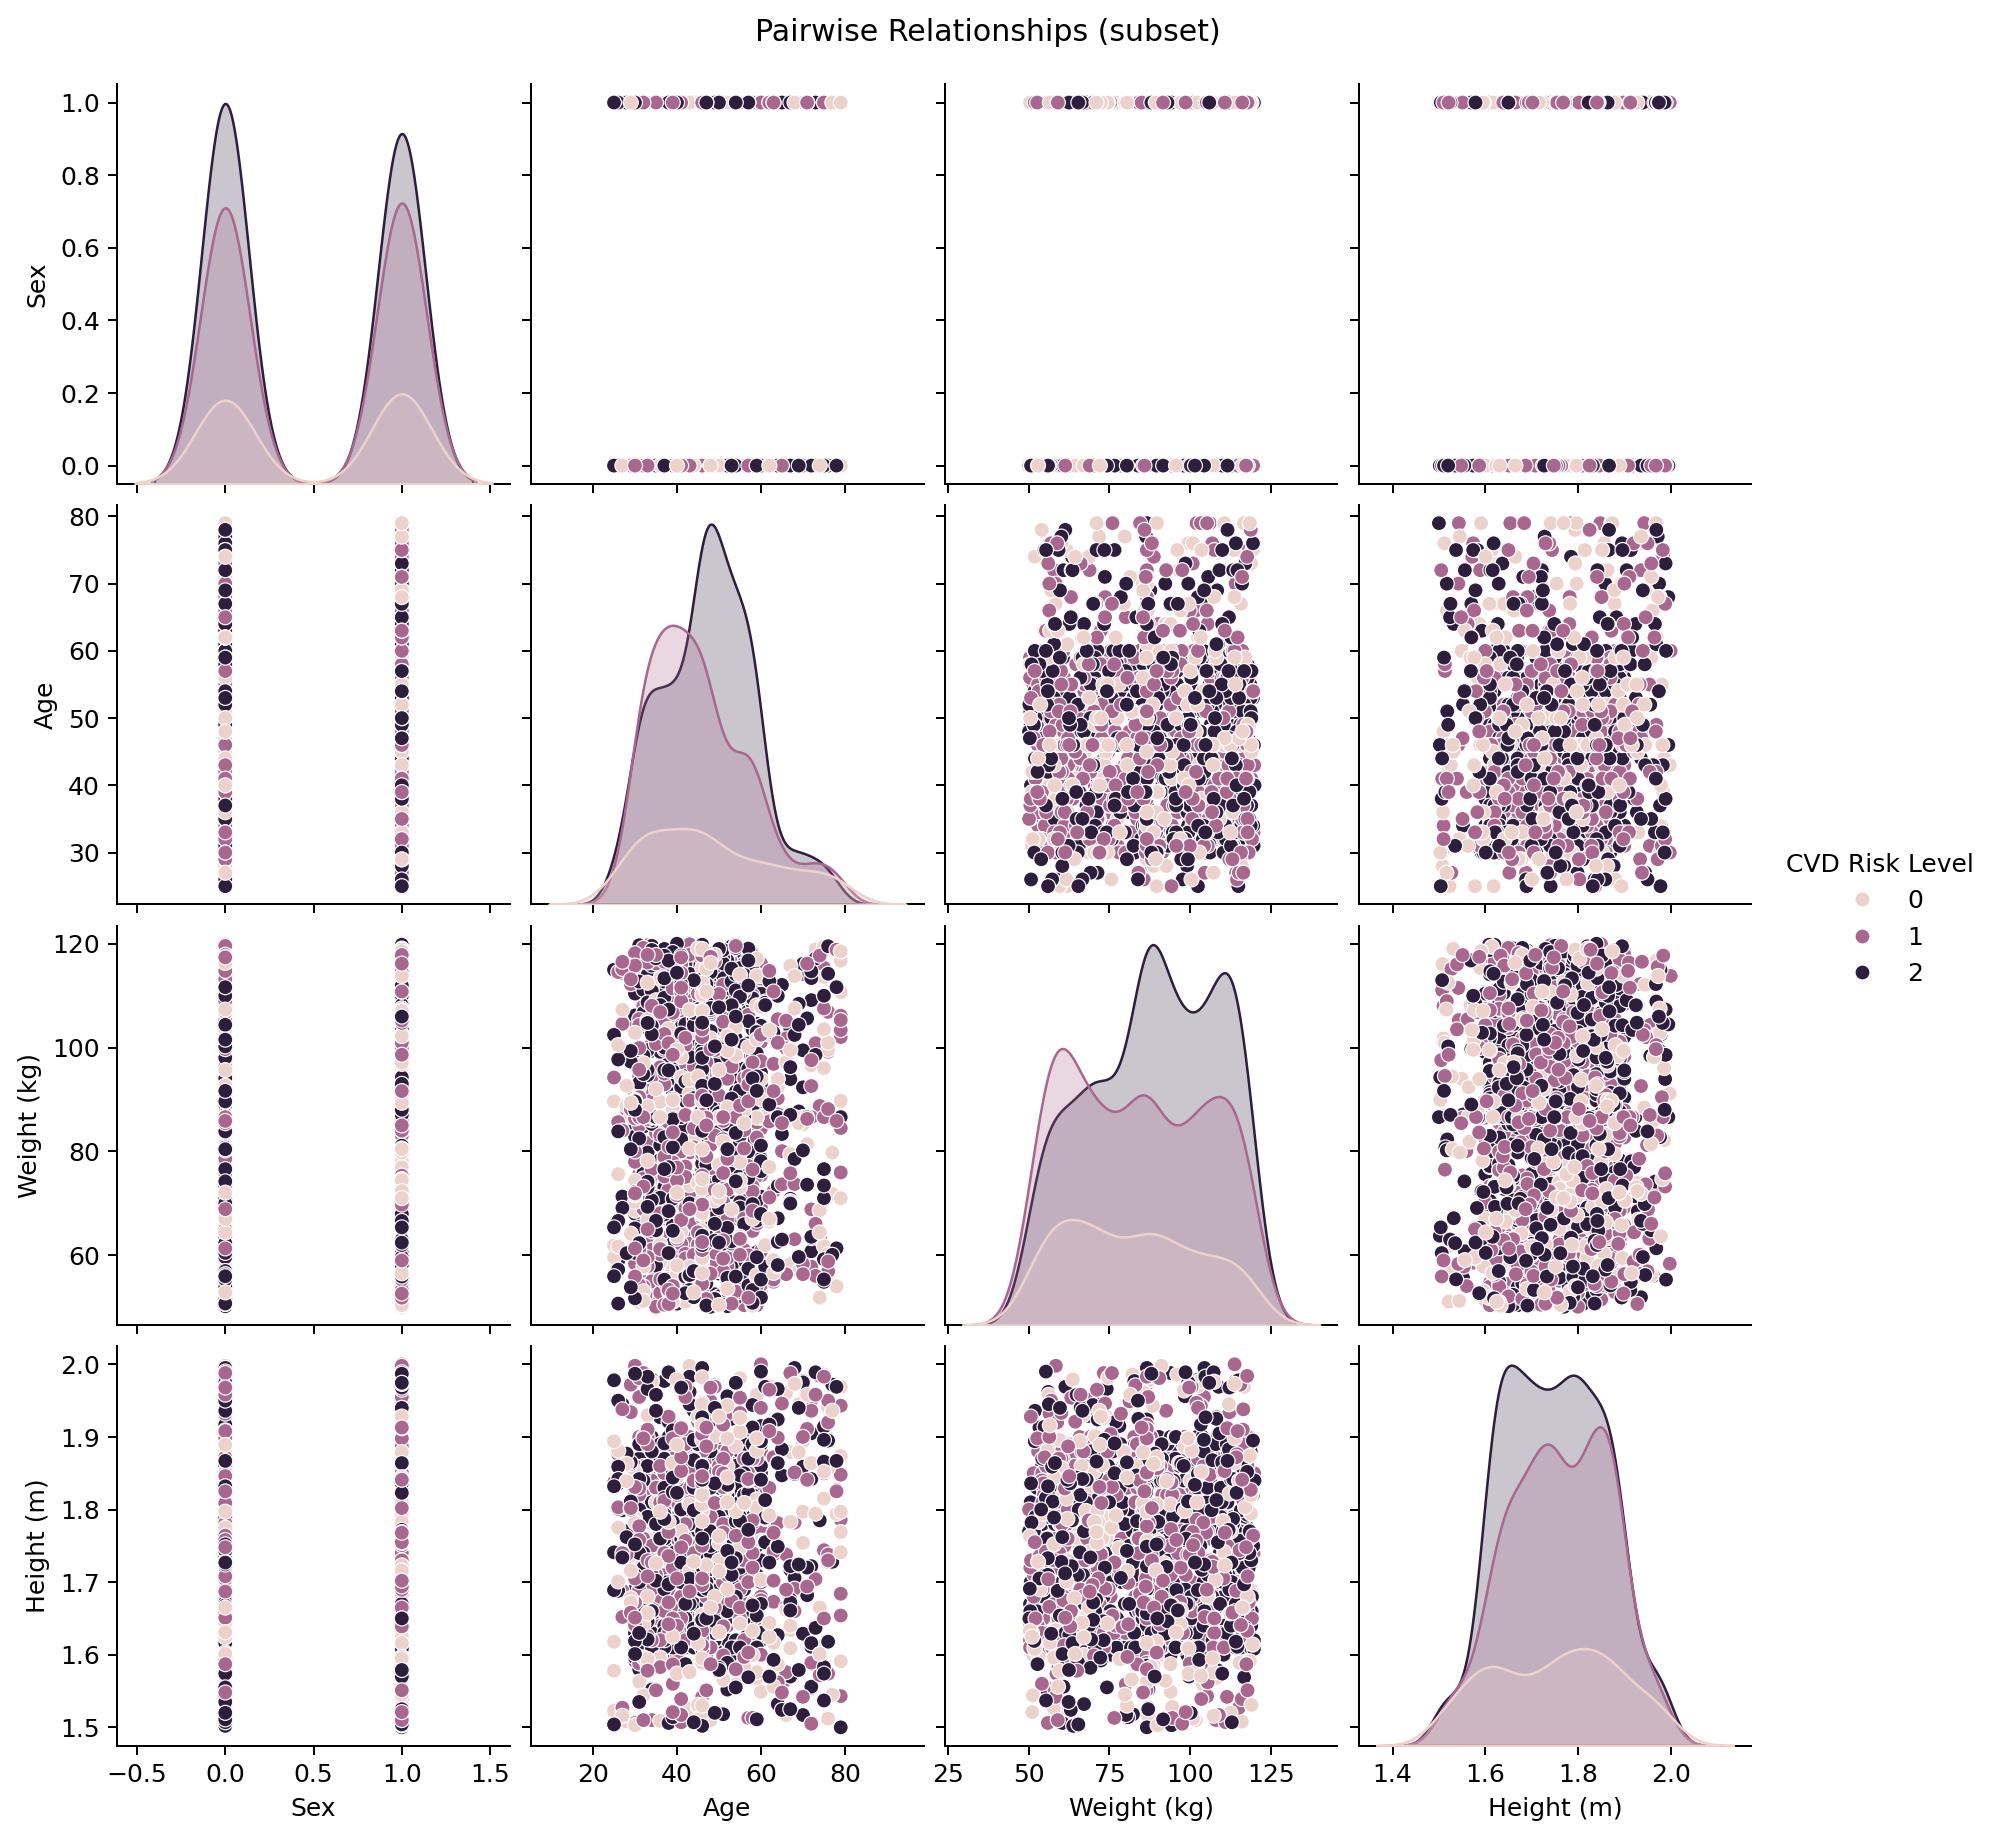 Pairwise Relationships (subset)
1.0
0.8
0.6
0.4
0.2
0.0
Sex
80
70
60
50
40
30
Age
CVD Risk Level
0
1
2
120
100
80
60
Weight (kg)
2.0
1.9
1.8
1.7
1.6
1.5
Height (m)
−0.5 0.0 0.5 1.0 1.5
20 40 60 80
25 50 75 100 125
1.4 1.6 1.8 2.0
Sex
Age
Weight (kg)
Height (m)